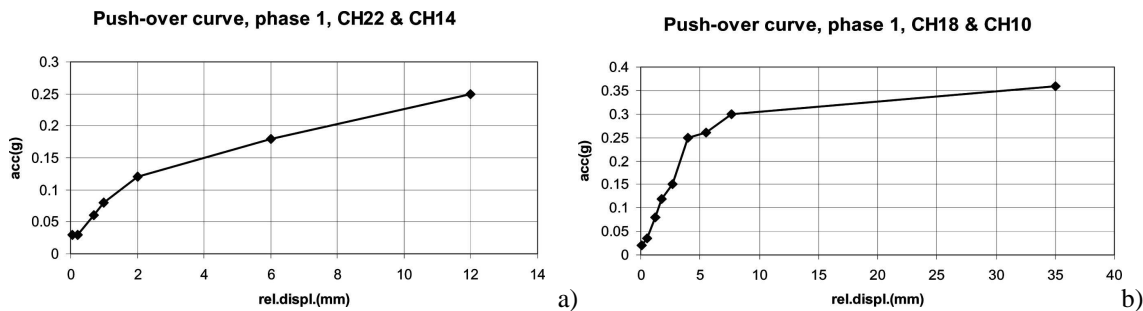 Push-over curve, phase 1, CH22 & CH14
0.3
0.25
0.2
0.15
0.1
0.05
0
acc(g)
0 2 4 6 8 10 12 14
rel.displ.(mm)
a)
Push-over curve, phase 1, CH18 & CH10
0.4
0.35
0.3
0.25
0.2
0.15
0.1
0.05
0
acc(g)
0 5 10 15 20 25 30 35 40
rel.displ.(mm)
b)